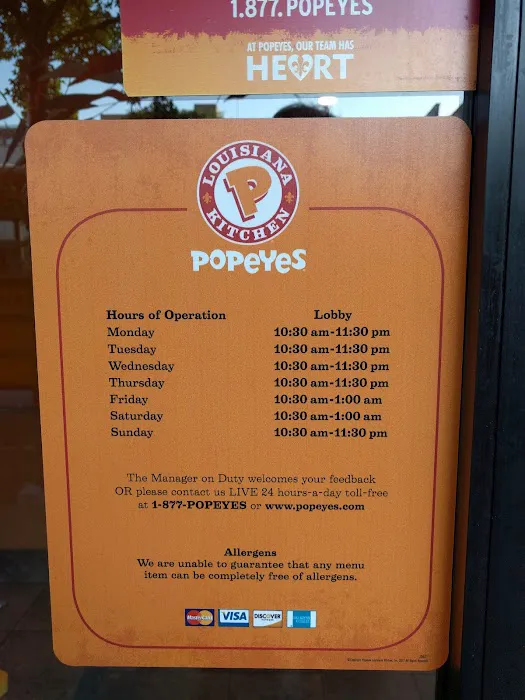 1.877.POPEYES
AT POPEYES, OUR TEAM HAS
HEART
LOUISIANA
P
KITCHEN
POPEYES
Hours of Operation Lobby
Monday 10:30 am-11:30 pm
Tuesday 10:30 am-11:30 pm
Wednesday 10:30 am-11:30 pm
Thursday 10:30 am-11:30 pm
Friday 10:30 am-1:00 am
Saturday 10:30 am-1:00 am
Sunday 10:30 am-11:30 pm
The Manager on Duty welcomes your feedback
OR please contact us LIVE 24 hours-a-day toll-free
at 1-877-POPEYES or www.popeyes.com
Allergens
We are unable to guarantee that any menu
item can be completely free of allergens.
MasterCard VISA DISCOVER